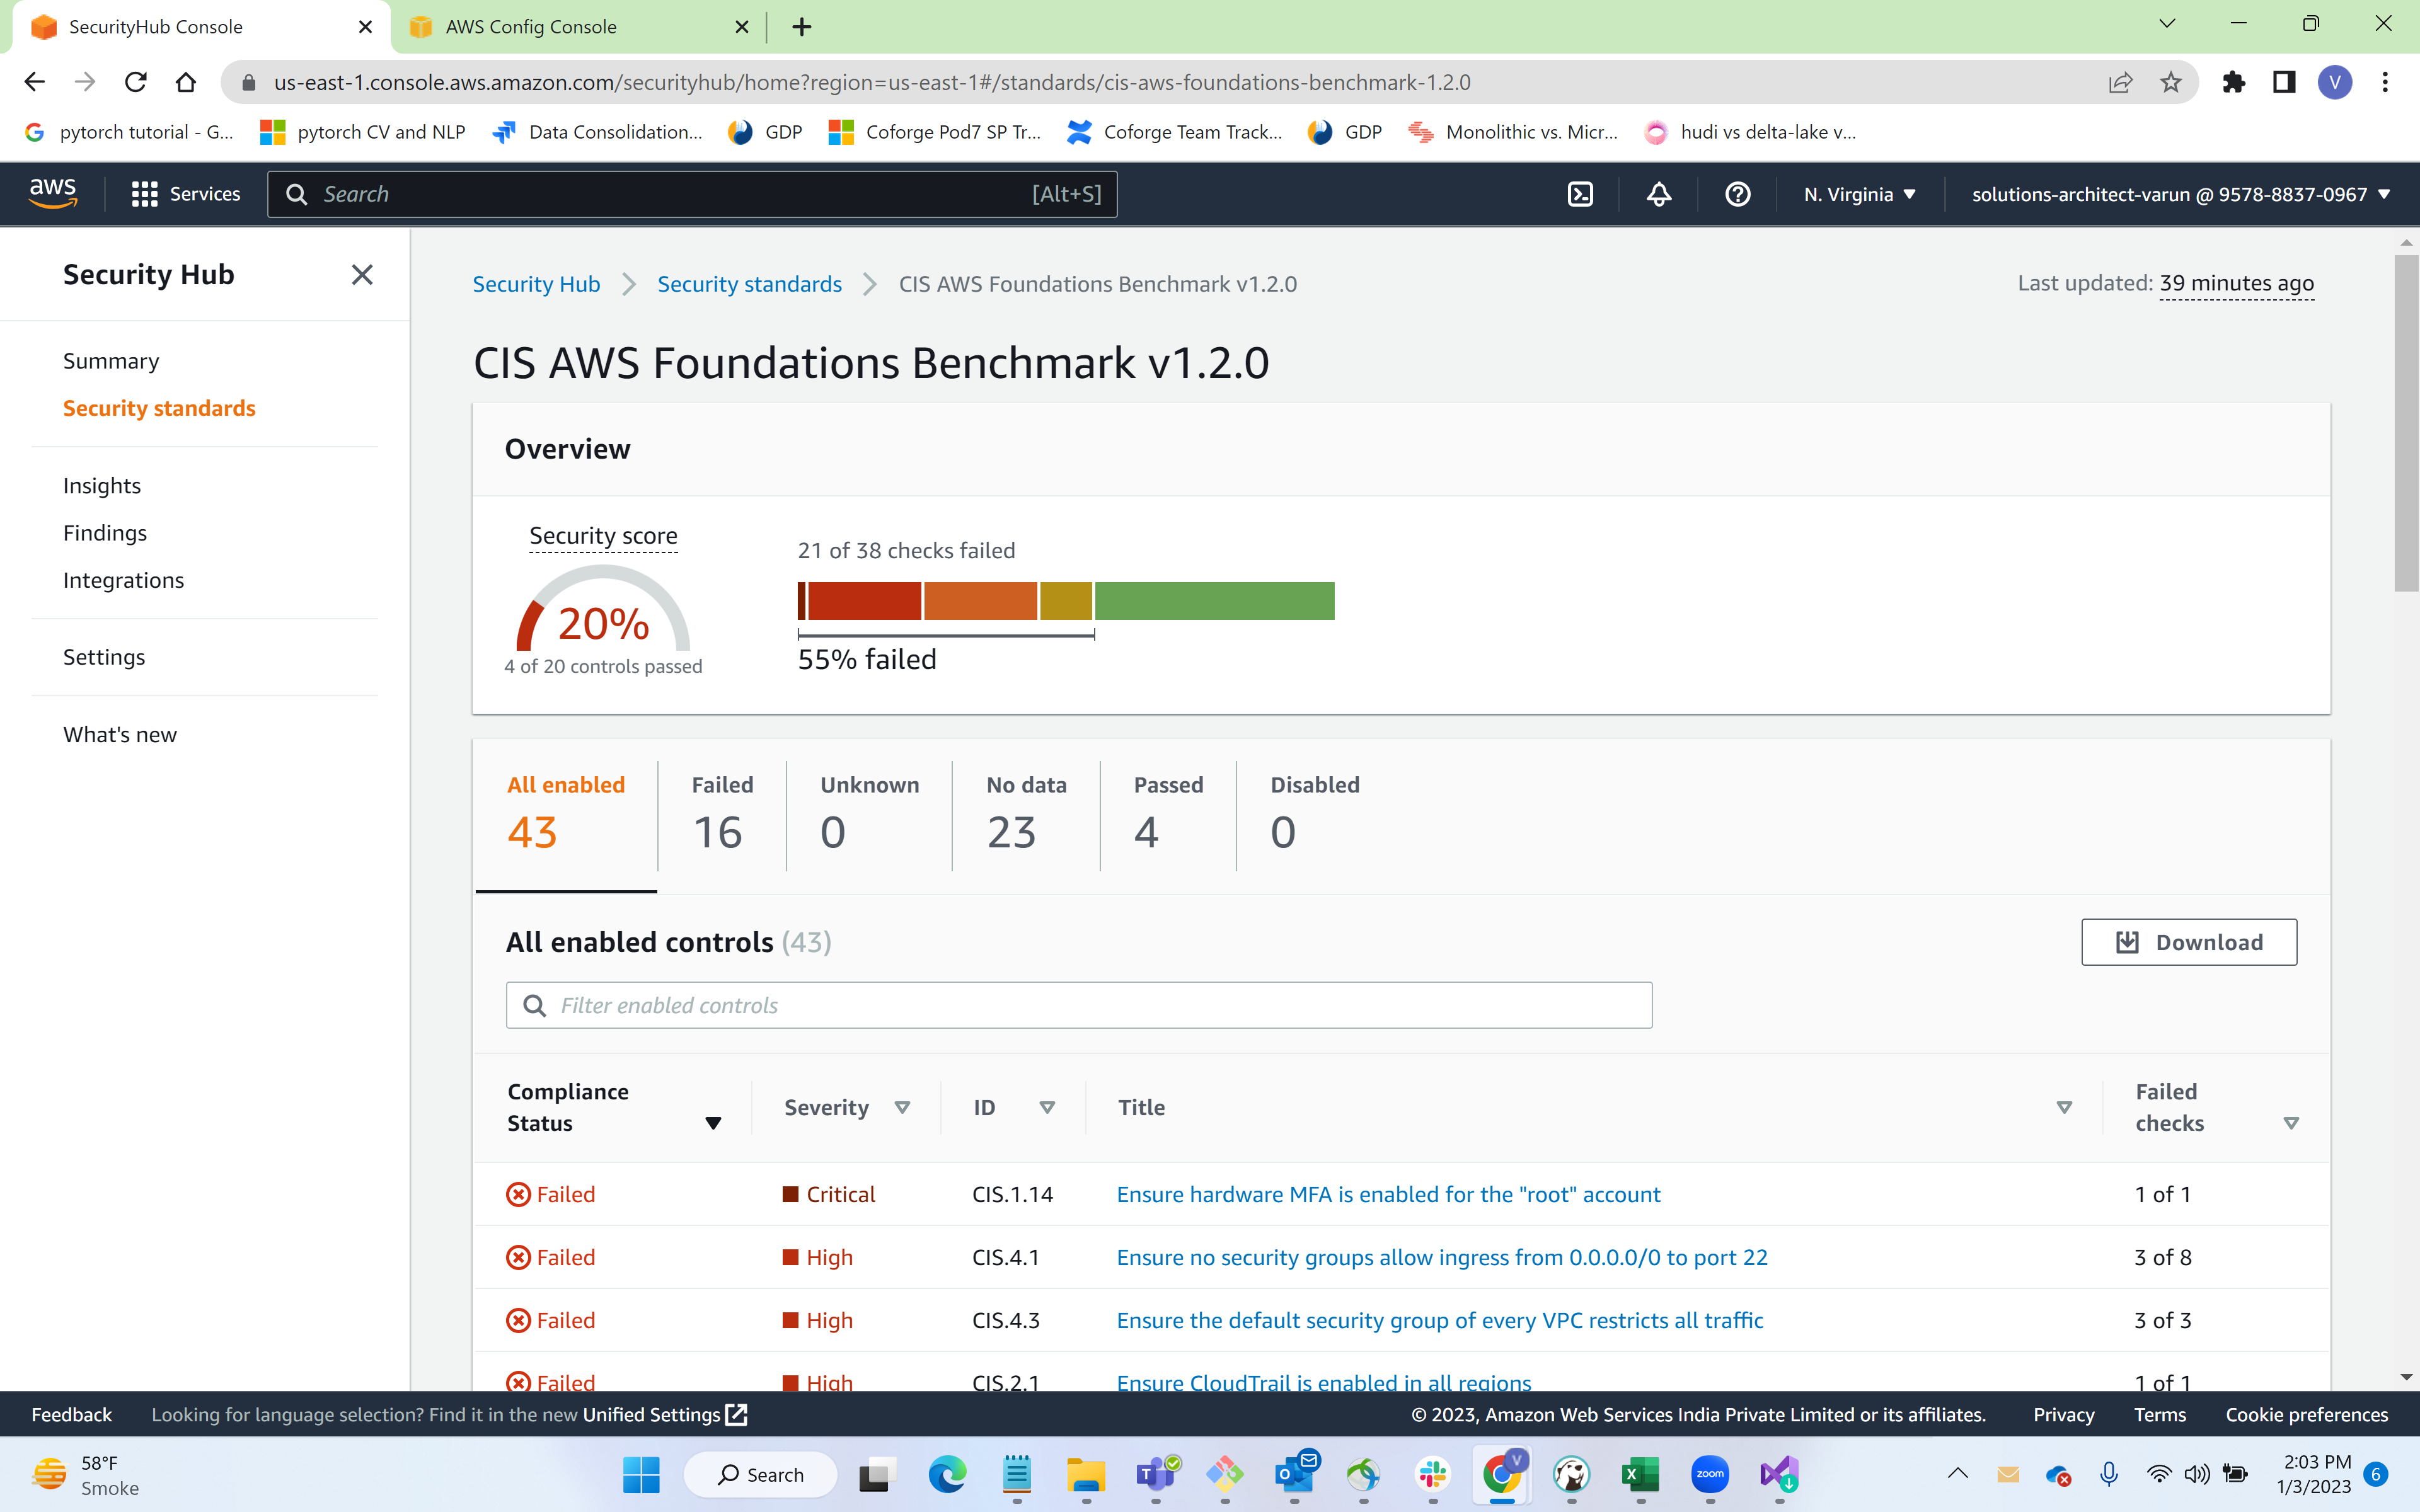 SecurityHub Console
AWS Config Console
us-east-1.console.aws.amazon.com/securityhub/home?region=us-east-1#/standards/cis-aws-foundations-benchmark-1.2.0
V
pytorch tutorial - G...
pytorch CV and NLP
Data Consolidation...
GDP
Coforge Pod7 SP Tr...
Coforge Team Track...
GDP
Monolithic vs. Micr...
hudi vs delta-lake v...
aws
Services
Search
[Alt+S]
N. Virginia
solutions-architect-varun @ 9578-8837-0967
Security Hub
Summary
Security standards
Insights
Findings
Integrations
Settings
What's new
Security Hub
Security standards
CIS AWS Foundations Benchmark v1.2.0
Last updated: 39 minutes ago
CIS AWS Foundations Benchmark v1.2.0
Overview
Security score
20%
4 of 20 controls passed
21 of 38 checks failed
55% failed
All enabled
43
Failed
16
Unknown
0
No data
23
Passed
4
Disabled
0
All enabled controls (43)
Download
Filter enabled controls
Compliance Status
Severity
ID
Title
Failed checks
Failed Critical CIS.1.14 Ensure hardware MFA is enabled for the "root" account 1 of 1
Failed High CIS.4.1 Ensure no security groups allow ingress from 0.0.0.0/0 to port 22 3 of 8
Failed High CIS.4.3 Ensure the default security group of every VPC restricts all traffic 3 of 3
Failed High CIS.2.1 Ensure CloudTrail is enabled in all regions 1 of 1
Feedback
Looking for language selection? Find it in the new Unified Settings
© 2023, Amazon Web Services India Private Limited or its affiliates.
Privacy
Terms
Cookie preferences
58°F
Smoke
Search
zoom
2:03 PM
1/3/2023
6